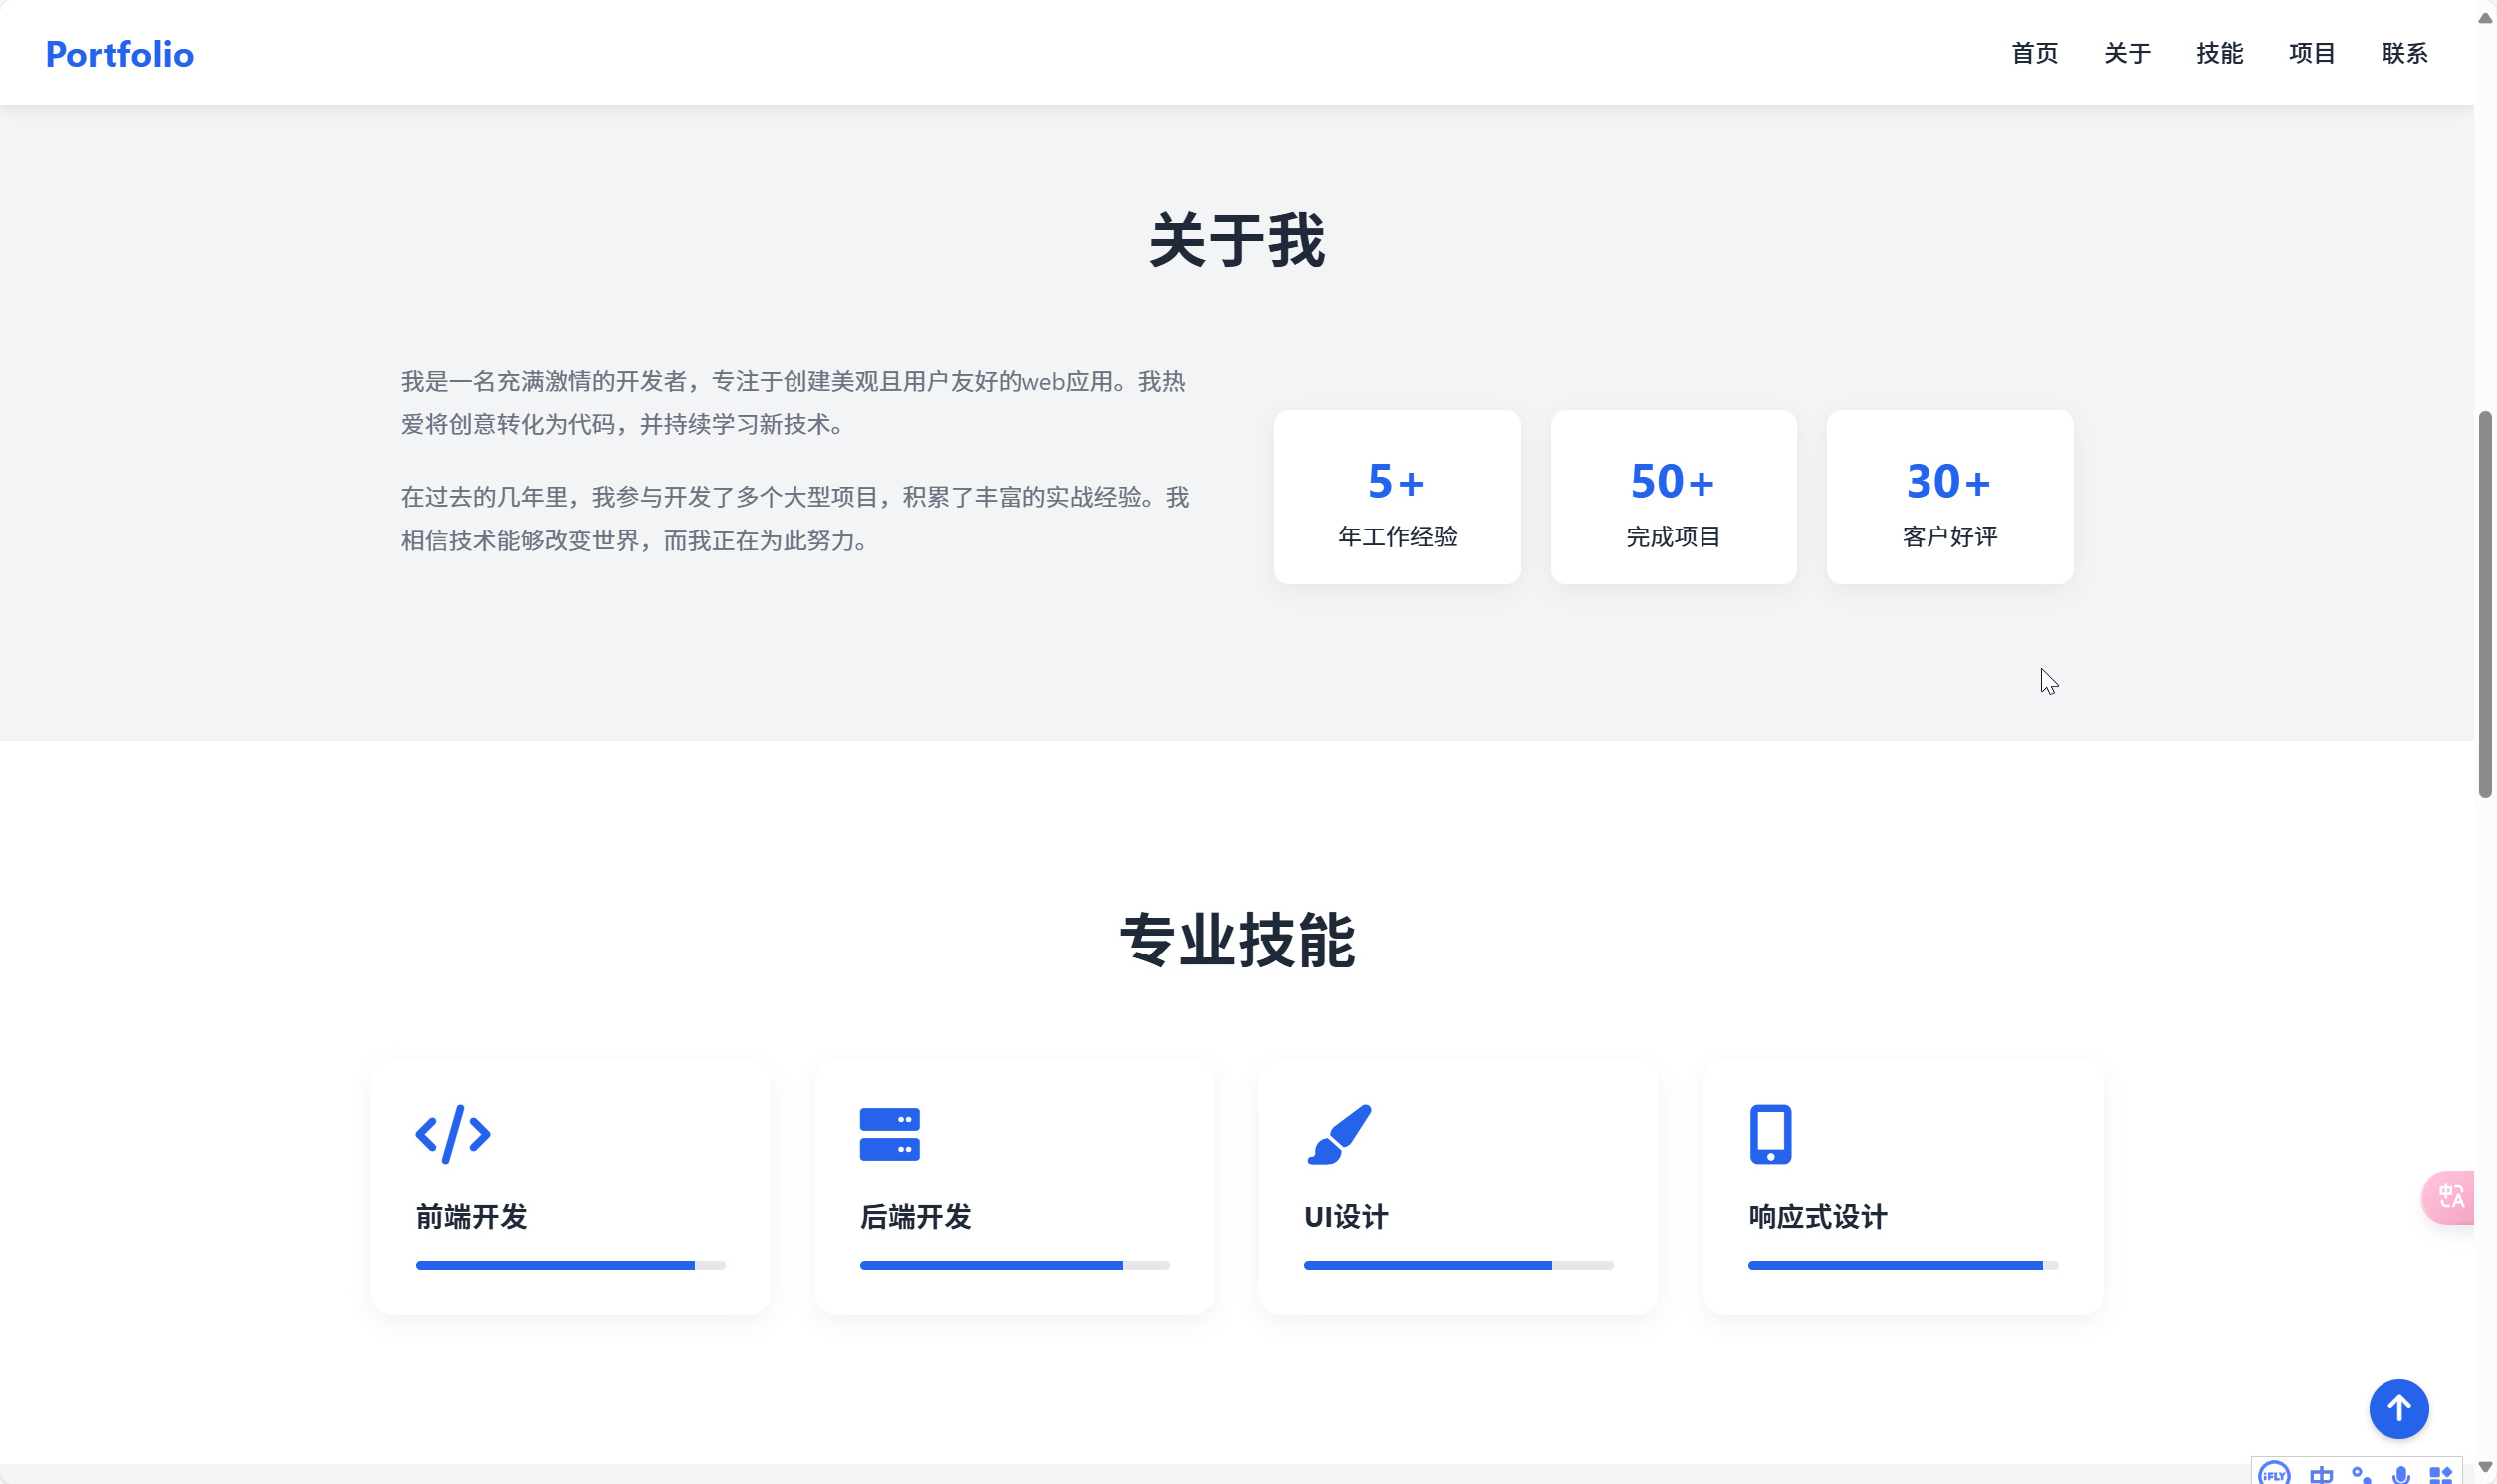 Portfolio
首页 关于 技能 项目 联系
关于我
我是一名充满激情的开发者，专注于创建美观且用户友好的web应用。我热
爱将创意转化为代码，并持续学习新技术。
在过去的几年里，我参与开发了多个大型项目，积累了丰富的实战经验。我
相信技术能够改变世界，而我正在为此努力。
5+
年工作经验
50+
完成项目
30+
客户好评
专业技能
前端开发
后端开发
UI设计
响应式设计
中A
iFLY 中